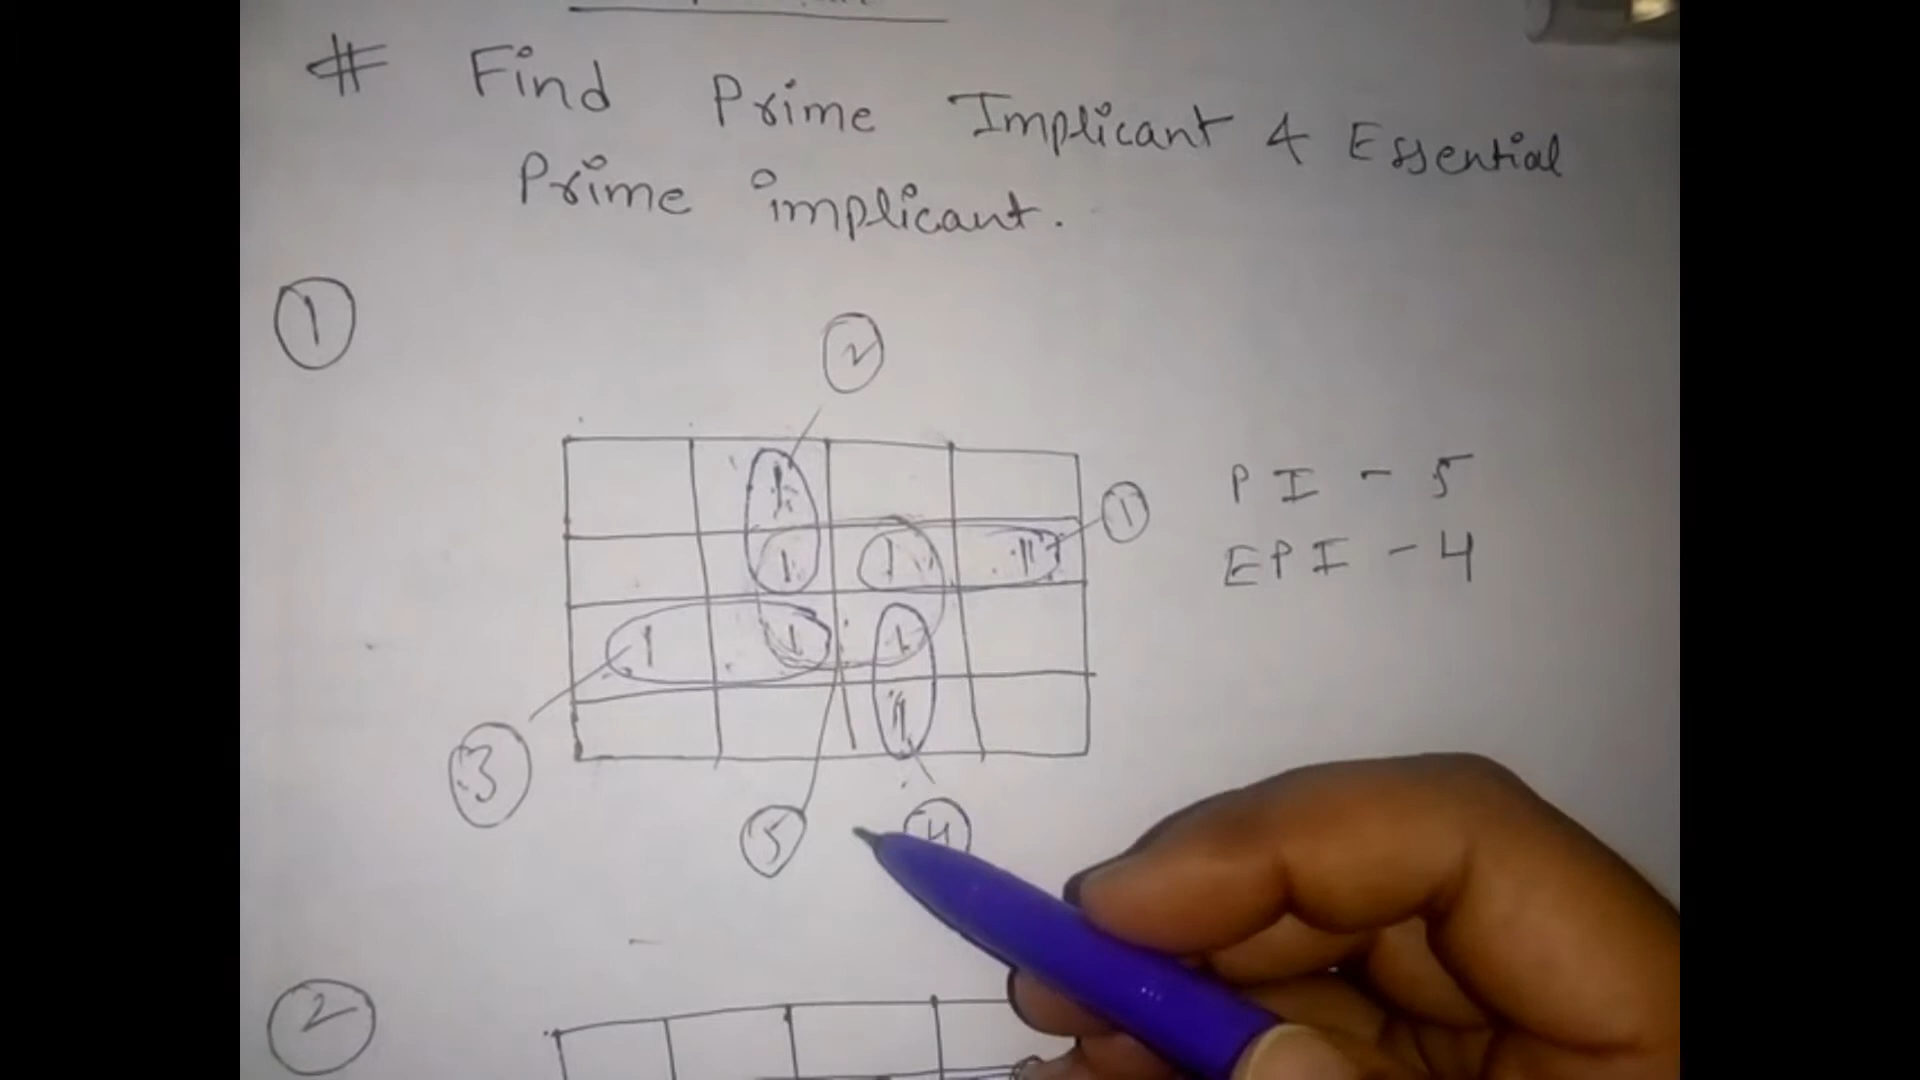 # Find Prime Implicant & Essential
Prime implicant.
1
2
1
1
1 1 1
1 1 1
1
PI - 5
EPI - 4
3
5
4
2